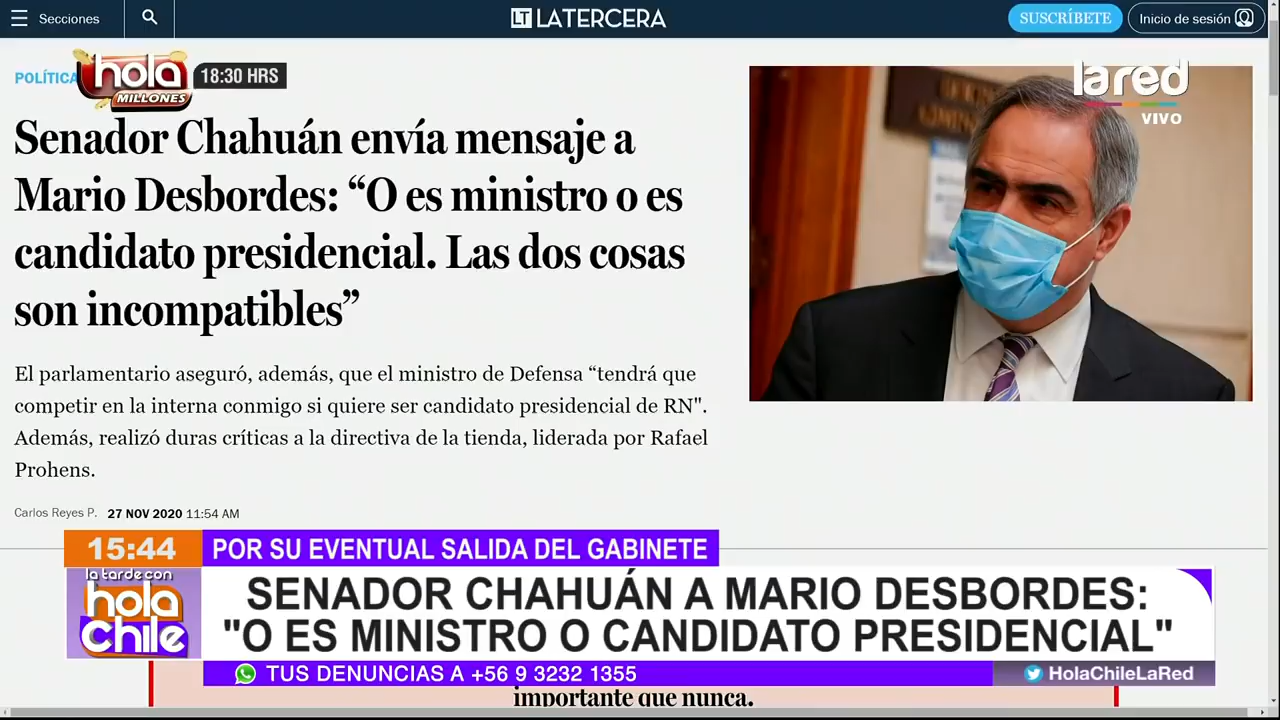 Secciones
LT LATERCERA
SUSCRÍBETE
Inicio de sesión
POLÍTICA
hola
MILLONES
18:30 HRS
lared
VIVO
Senador Chahuán envía mensaje a
Mario Desbordes: “O es ministro o es
candidato presidencial. Las dos cosas
son incompatibles”
El parlamentario aseguró, además, que el ministro de Defensa “tendrá que
competir en la interna conmigo si quiere ser candidato presidencial de RN".
Además, realizó duras críticas a la directiva de la tienda, liderada por Rafael
Prohens.
Carlos Reyes P. 27 NOV 2020 11:54 AM
15:44
POR SU EVENTUAL SALIDA DEL GABINETE
la tarde con
hola
chile
SENADOR CHAHUÁN A MARIO DESBORDES:
"O ES MINISTRO O CANDIDATO PRESIDENCIAL"
TUS DENUNCIAS A +56 9 3232 1355
HolaChileLaRed
importante que nunca.